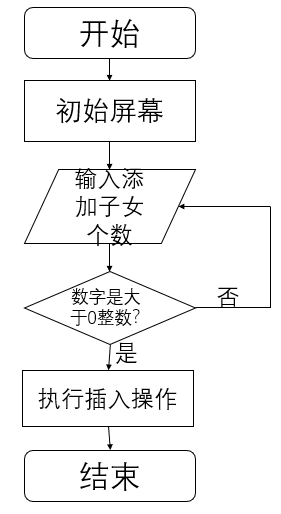 开始
初始屏幕
输入添
加子女
个数
数字是大
于0整数?
否
是
执行插入操作
结束